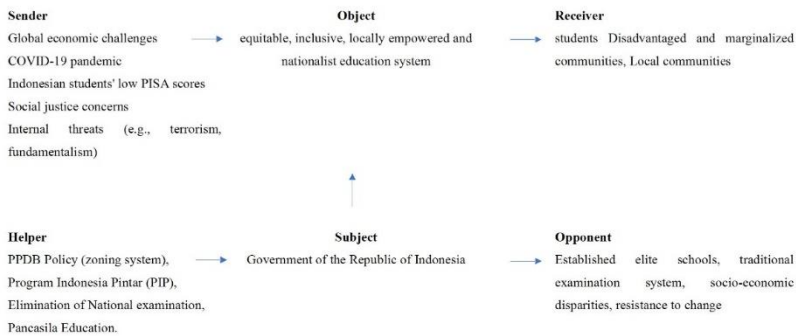 Sender
Global economic challenges
COVID-19 pandemic
Indonesian students' low PISA scores
Social justice concerns
Internal threats (e.g., terrorism,
fundamentalism)
Object
equitable, inclusive, locally empowered and
nationalist education system
Receiver
students Disadvantaged and marginalized
communities, Local communities
Helper
PPDB Policy (zoning system),
Program Indonesia Pintar (PIP),
Elimination of National examination,
Pancasila Education.
Subject
Government of the Republic of Indonesia
Opponent
Established elite schools, traditional
examination system, socio-economic
disparities, resistance to change